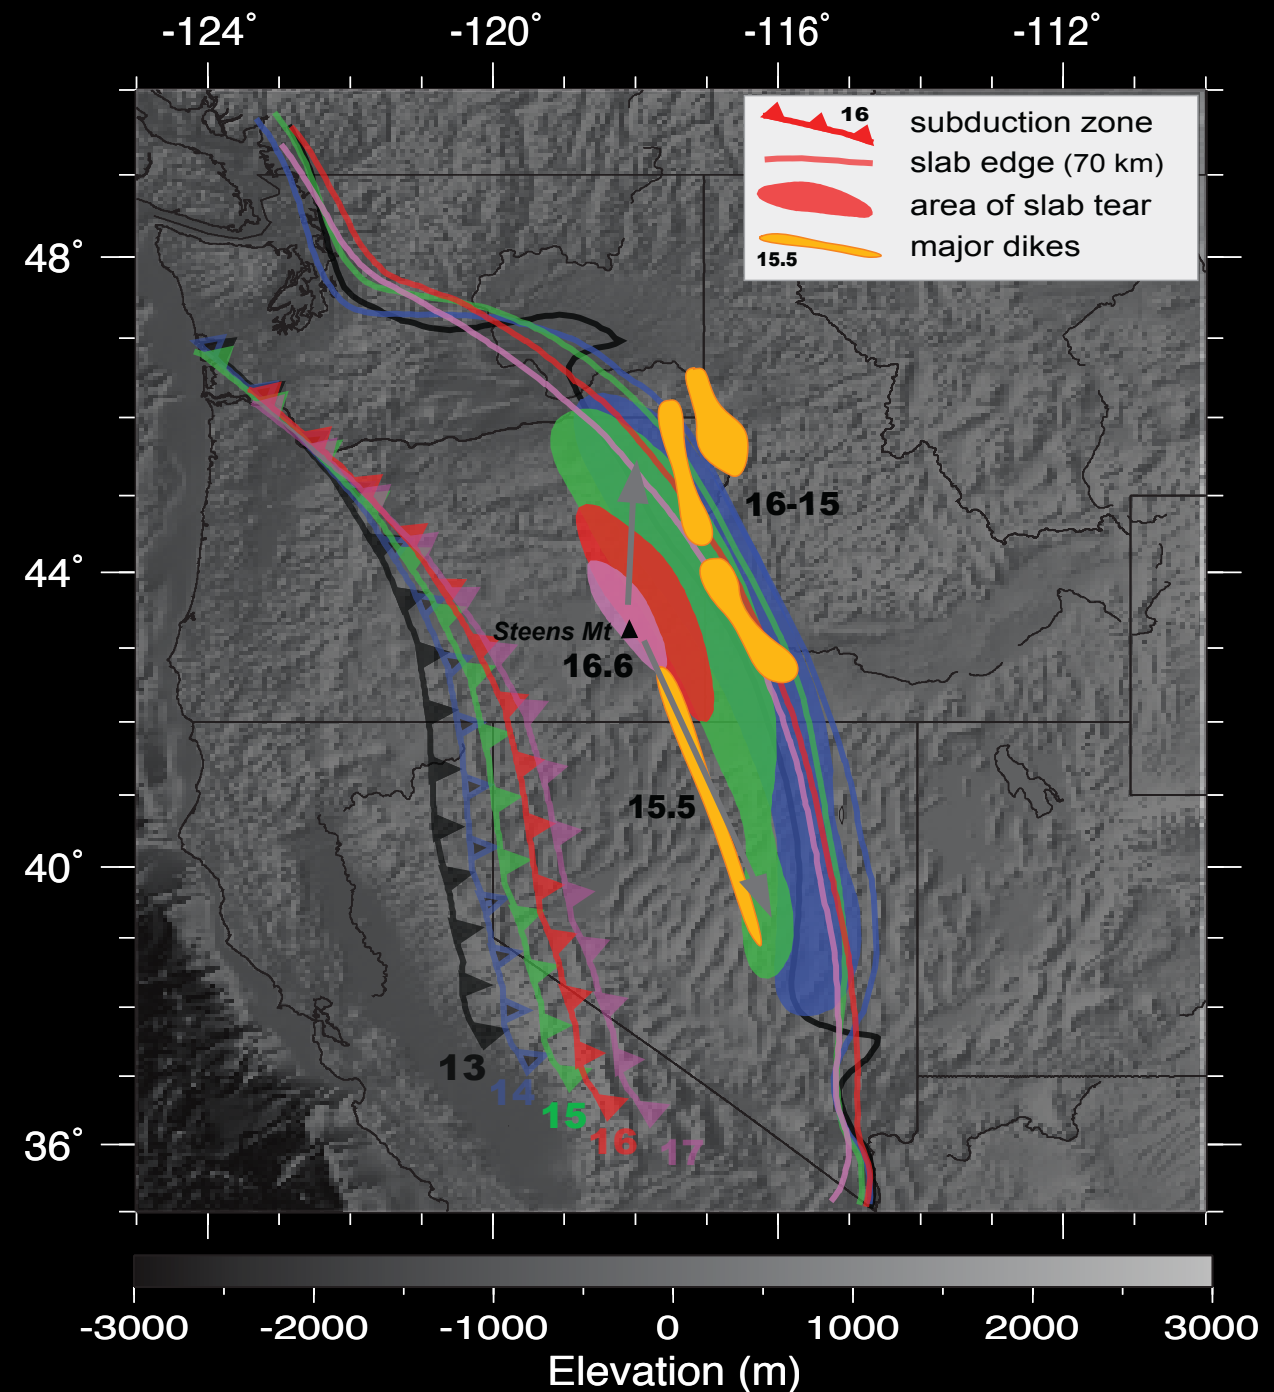 -124° -120° -116° -112°
16
subduction zone
slab edge (70 km)
area of slab tear
15.5
major dikes
48°
16-15
44°
Steens Mt
16.6
15.5
40°
13
14
15
16
17
36°
-3000 -2000 -1000 0 1000 2000 3000
Elevation (m)